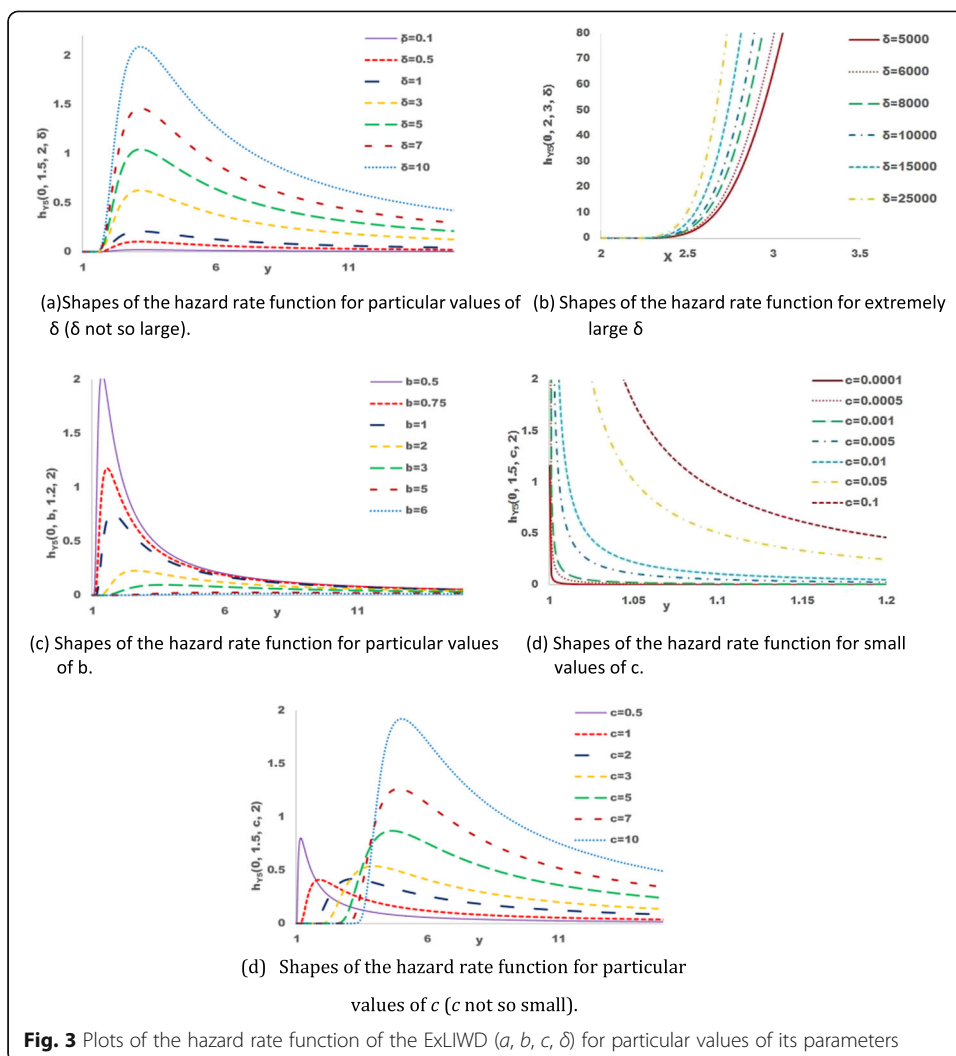 2
1.5
1
0.5
0
h_YS(0, 1.5, 2, δ)
1
6
y
11
δ=0.1
δ=0.5
δ=1
δ=3
δ=5
δ=7
δ=10
(a)Shapes of the hazard rate function for particular values of
δ (δ not so large).
80
70
60
50
40
30
20
10
0
h_YS(0, 2, 3, δ)
2
2.5
X
3
3.5
δ=5000
δ=6000
δ=8000
δ=10000
δ=15000
δ=25000
(b) Shapes of the hazard rate function for extremely
large δ
2
1.5
1
0.5
0
h_YS(0, b, 1.2, 2)
1
6
y
11
b=0.5
b=0.75
b=1
b=2
b=3
b=5
b=6
(c) Shapes of the hazard rate function for particular values
of b.
2
1.5
1
0.5
0
h_YS(0, 1.5, c, 2)
1
1.05
y
1.1
1.15
1.2
c=0.0001
c=0.0005
c=0.001
c=0.005
c=0.01
c=0.05
c=0.1
(d) Shapes of the hazard rate function for small
values of c.
2
1.5
1
0.5
0
h_YS(0, 1.5, c, 2)
1
6
y
11
c=0.5
c=1
c=2
c=3
c=5
c=7
c=10
(d) Shapes of the hazard rate function for particular
values of c (c not so small).
Fig. 3 Plots of the hazard rate function of the ExLIWD (a, b, c, δ) for particular values of its parameters